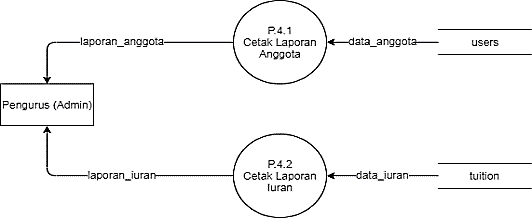 P.4.1
Cetak Laporan
Anggota
laporan_anggota
data_anggota
users
Pengurus (Admin)
P.4.2
Cetak Laporan
Iuran
laporan_iuran
data_iuran
tuition